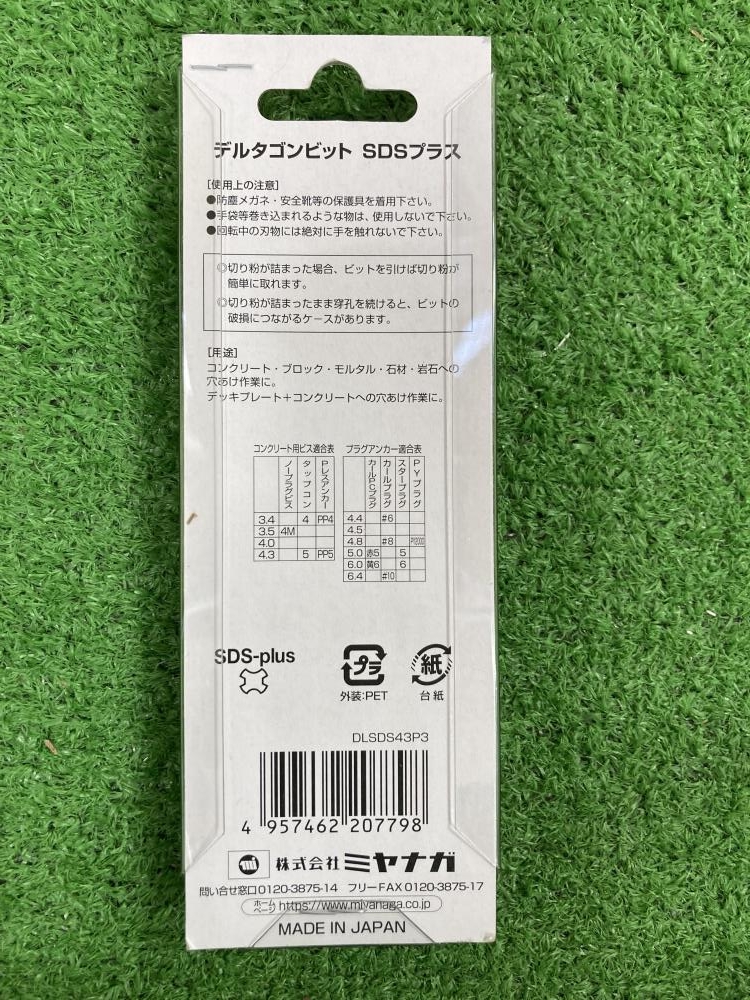 デルタゴンビット SDSプラス
[使用上の注意]
●防塵メガネ・安全靴等の保護具を着用下さい。
●手袋等巻き込まれるような物は、使用しないで下さい。
●回転中の刃物には絶対に手を触れないで下さい。
◎切り粉が詰まった場合、ビットを引けば切り粉が
簡単に取れます。
◎切り粉が詰まったまま穿孔を続けると、ビットの
破損につながるケースがあります。
[用途]
コンクリート・ブロック・モルタル・石材・岩石への
穴あけ作業に。
デッキプレート+コンクリートへの穴あけ作業に。
コンクリート用ビス適合表
ノープラグビス タップコン Pレスアンカー
3.4 4 PP4
3.5 4M
4.0
4.3 5 PP5
プラグアンカー適合表
カールPCプラグ カールプラグ スタープラグ PYプラグ
4.4 #6
4.5
4.8 #8
5.0 赤5 5
6.0 黄6 6
6.4 #10
SDS-plus
プラ
外装:PET
紙
台紙
DLSDS43P3
4 957462 207798
mi 株式会社ミヤナガ
問い合せ窓口0120-3875-14 フリーFAX0120-3875-17
ホームページ https://www.miyanaga.co.jp
MADE IN JAPAN